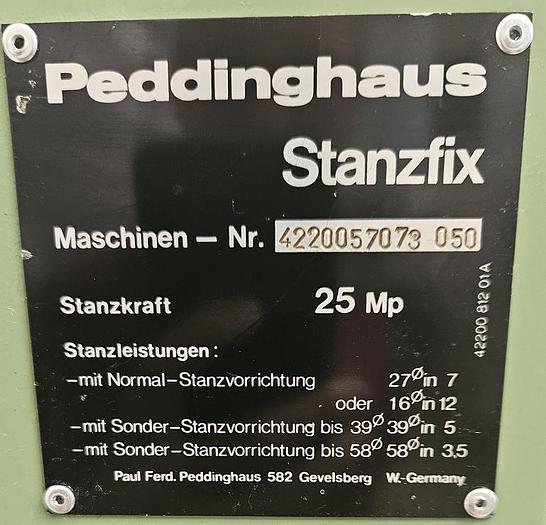 Peddinghaus
Stanzfix
Maschinen – Nr. 4220057073 050
Stanzkraft 25 Mp
Stanzleistungen:
–mit Normal–Stanzvorrichtung 27ø in 7
oder 16ø in 12
–mit Sonder–Stanzvorrichtung bis 39ø 39ø in 5
–mit Sonder–Stanzvorrichtung bis 58ø 58ø in 3,5
Paul Ferd. Peddinghaus 582 Gevelsberg W.-Germany
42200 812 01A